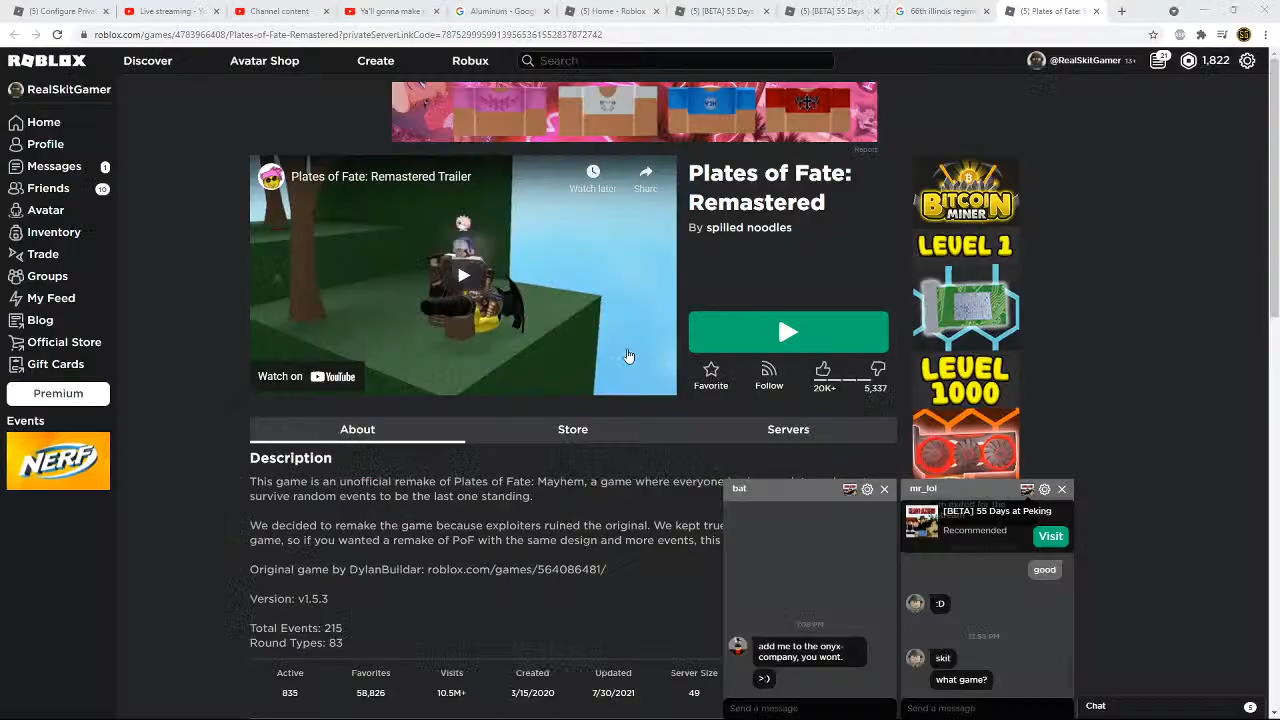 [5] Configure Priva
Live streaming - Yo
Channel content -
Ya'll gonna make
Aluminum - Goog
Home - Roblox
[5] [BETA] 55 Days
[5] [BETA] 55 Days
66th illinois regime
Plates of Fate:
roblox.com/games/4783966408/Plates-of-Fate-Remastered?privateServerLinkCode=
ROBLOX
Discover
Avatar Shop
Create
Robux
Search
@RealSkitGamer 13+
21
1,822
RealSkitGamer
Home
Profile
Messages
1
Friends
10
Avatar
Inventory
Trade
Groups
My Feed
Blog
Official Store
Gift Cards
Premium
Events
NERF
Report
Plates of Fate: Remastered Trailer
Watch later
Share
Watch on YouTube
Plates of Fate:
Remastered
By spilled noodles
Favorite
Follow
20K+
5,337
BITCOIN
MINER
LEVEL 1
LEVEL
1000
About
Store
Servers
Description
This game is an unofficial remake of Plates of Fate: Mayhem, a game where everyone
survive random events to be the last one standing.
We decided to remake the game because exploiters ruined the original. We kept true
design, so if you wanted a remake of PoF with the same design and more events, this
Original game by DylanBuildar: roblox.com/games/564086481/
Version: v1.5.3
Total Events: 215
Round Types: 83
Active
Favorites
Visits
Created
Updated
Server Size
835
58,826
10.5M+
3/15/2020
7/30/2021
49
bat
7:08 PM
add me to the onyx-
company, you wont.
>:)
Send a message
mr_lol
[BETA] 55 Days at Peking
Recommended
Visit
good
:D
skit
what game?
Send a message
Chat
5